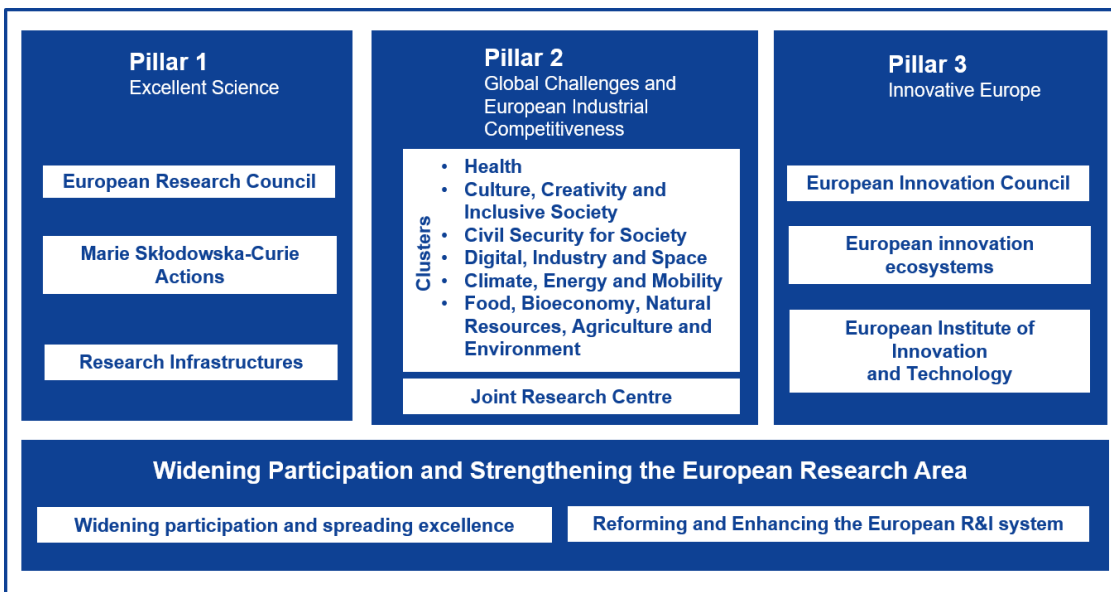 Pillar 1
Excellent Science
European Research Council
Marie Skłodowska-Curie
Actions
Research Infrastructures
Pillar 2
Global Challenges and
European Industrial
Competitiveness
Clusters
• Health
• Culture, Creativity and
Inclusive Society
• Civil Security for Society
• Digital, Industry and Space
• Climate, Energy and Mobility
• Food, Bioeconomy, Natural
Resources, Agriculture and
Environment
Joint Research Centre
Pillar 3
Innovative Europe
European Innovation Council
European innovation
ecosystems
European Institute of
Innovation
and Technology
Widening Participation and Strengthening the European Research Area
Widening participation and spreading excellence
Reforming and Enhancing the European R&I system